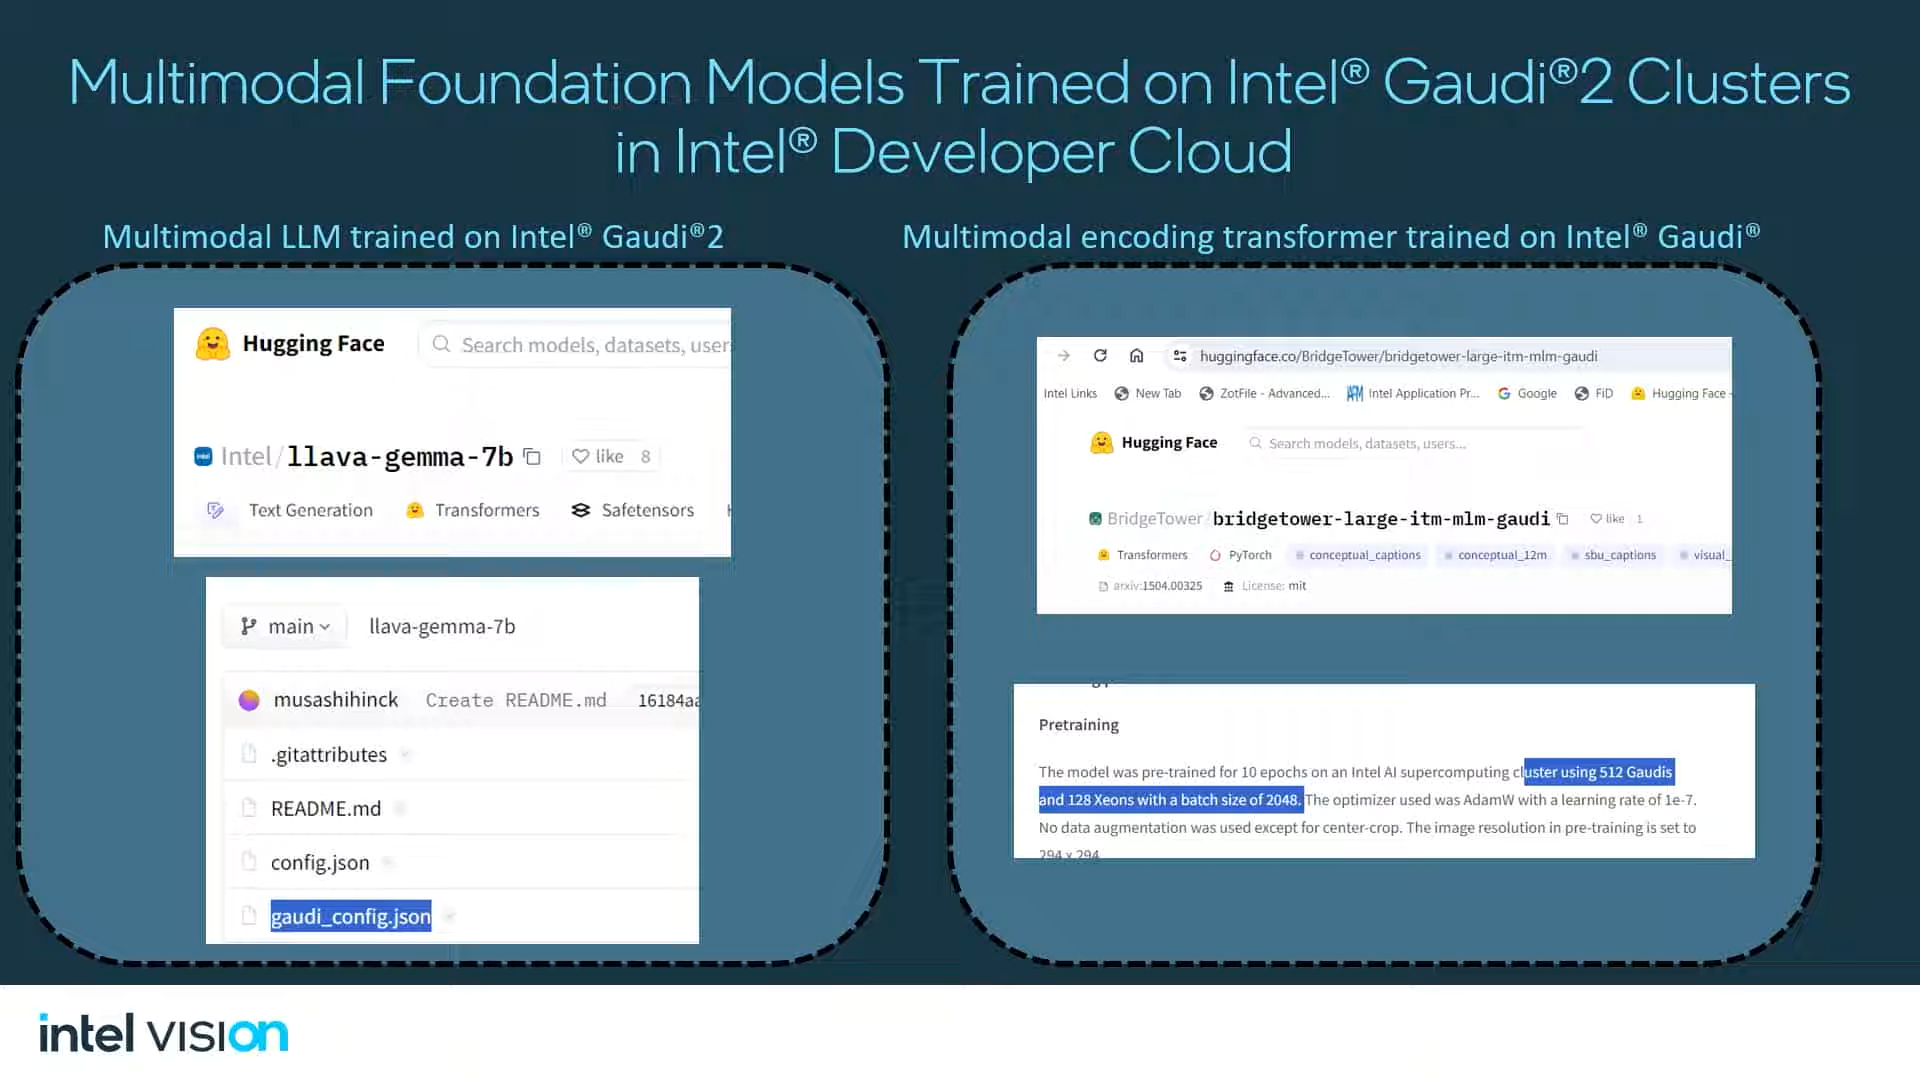 Multimodal Foundation Models Trained on Intel® Gaudi®2 Clusters
in Intel® Developer Cloud
Multimodal LLM trained on Intel® Gaudi®2
Hugging Face
Search models, datasets, user
Intel/llava-gemma-7b
like 8
Text Generation Transformers Safetensors
main llava-gemma-7b
musashihinck Create README.md 16184aa
.gitattributes
README.md
config.json
gaudi_config.json
Multimodal encoding transformer trained on Intel® Gaudi®
huggingface.co/BridgeTower/bridgetower-large-itm-mlm-gaudi
Intel Links New Tab ZotFile - Advanced... Intel Application Pr... Google FiD Hugging Face -
Hugging Face Search models, datasets, users...
BridgeTower/bridgetower-large-itm-mlm-gaudi like 1
Transformers PyTorch conceptual_captions conceptual_12m sbu_captions visual_
arxiv:1504.00325 License: mit
Pretraining
The model was pre-trained for 10 epochs on an Intel AI supercomputing cluster using 512 Gaudis
and 128 Xeons with a batch size of 2048. The optimizer used was AdamW with a learning rate of 1e-7.
No data augmentation was used except for center-crop. The image resolution in pre-training is set to
294 x 294
intel VISION